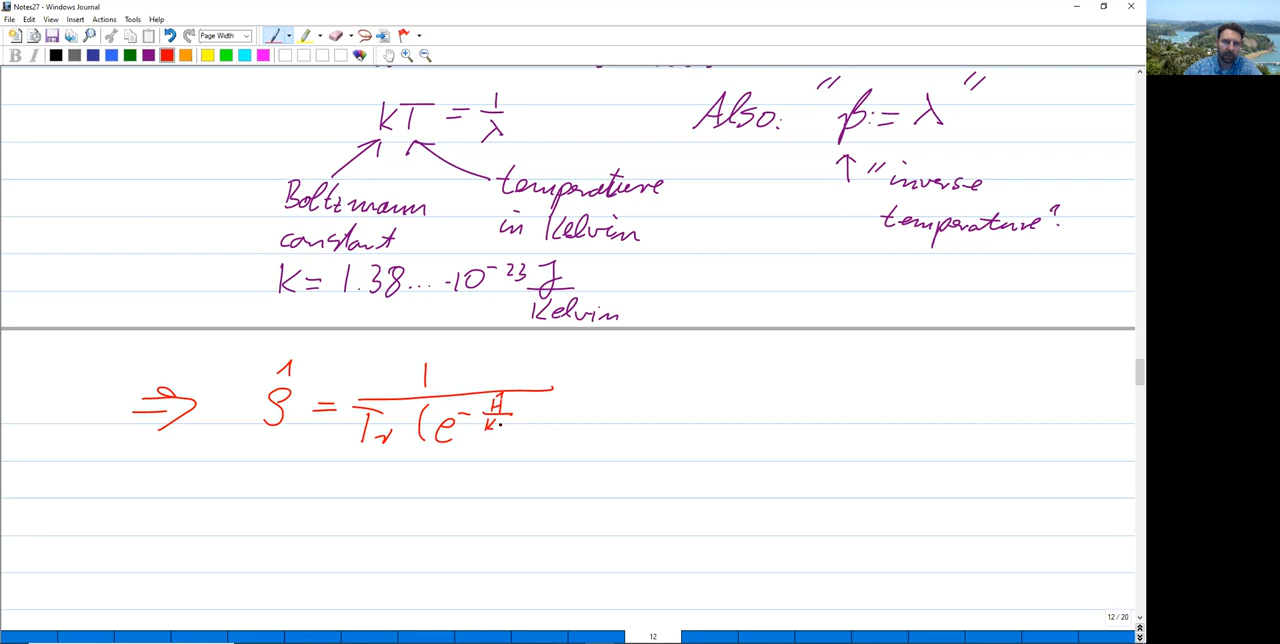 Notes27 - Windows Journal
File Edit View Insert Actions Tools Help
Page Width
B I
kT = 1/λ
Also: "β := λ"
Boltzmann constant
temperature in Kelvin
"inverse temperature"
k = 1.38... · 10^-23 J/Kelvin
⇒ ρ̂ = 1 / Tr (e^- H/K
12 / 20
12